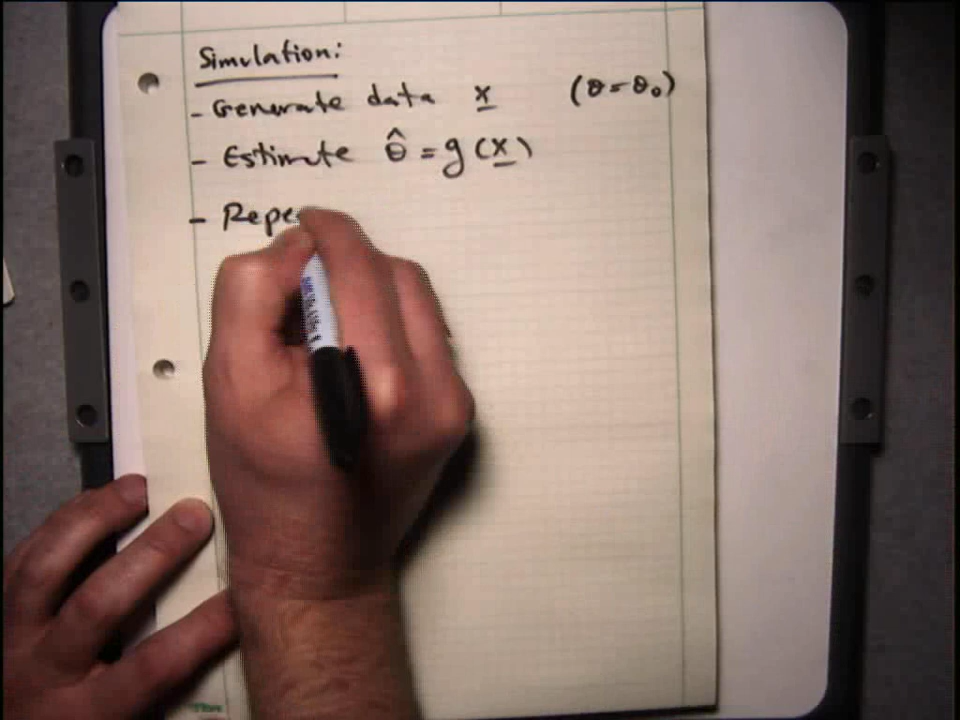 Simulation:
- Generate data x (θ=θ₀)
- Estimate θ̂ = g(x)
- Repe